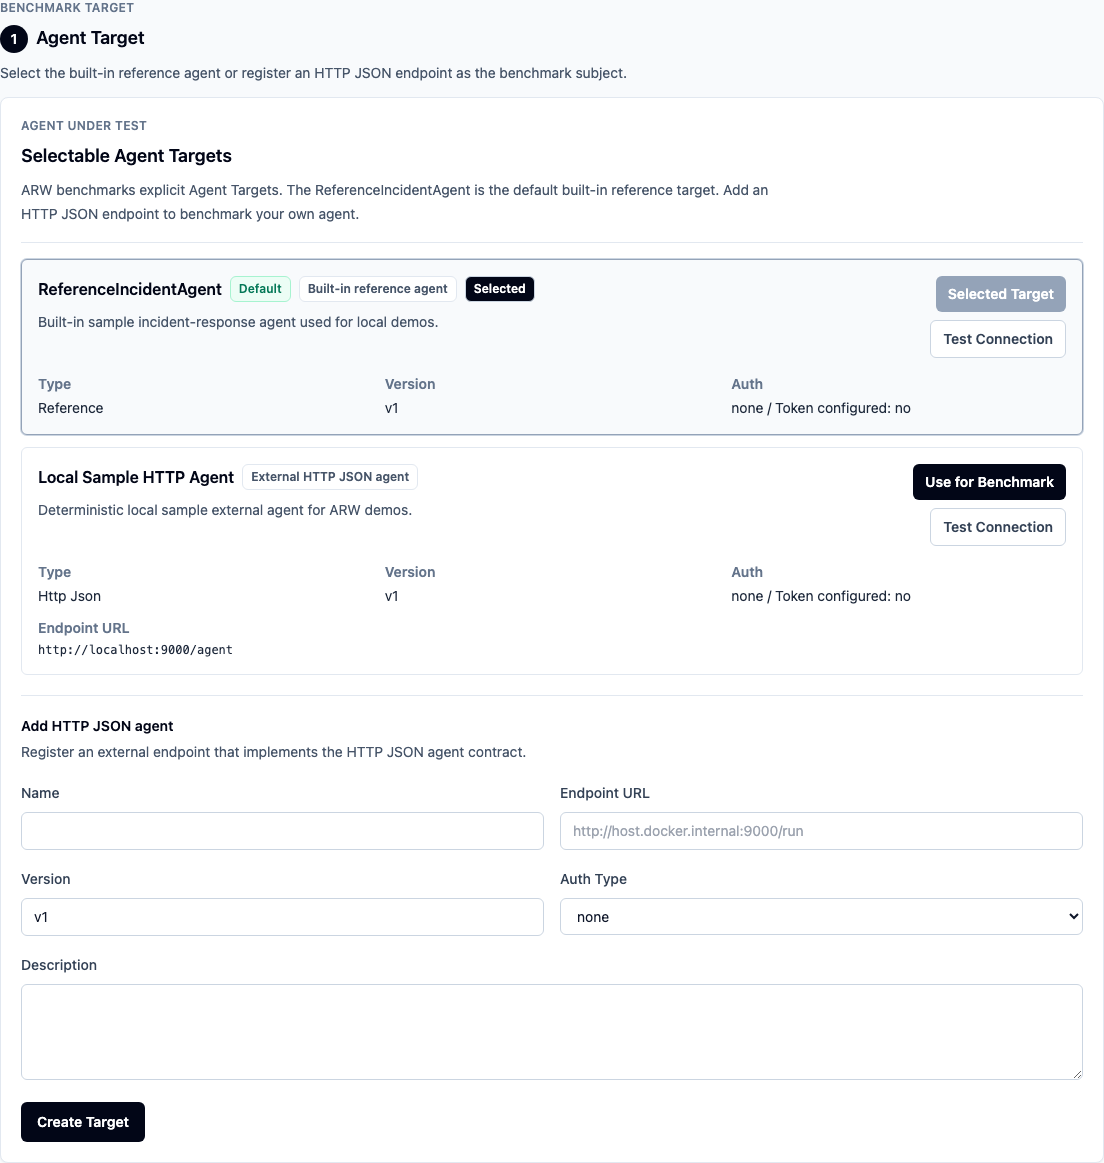 BENCHMARK TARGET
1 Agent Target
Select the built-in reference agent or register an HTTP JSON endpoint as the benchmark subject.
AGENT UNDER TEST
Selectable Agent Targets
ARW benchmarks explicit Agent Targets. The ReferenceIncidentAgent is the default built-in reference target. Add an
HTTP JSON endpoint to benchmark your own agent.
ReferenceIncidentAgent Default Built-in reference agent Selected
Selected Target
Built-in sample incident-response agent used for local demos.
Test Connection
Type Version Auth
Reference v1 none / Token configured: no
Local Sample HTTP Agent External HTTP JSON agent
Use for Benchmark
Deterministic local sample external agent for ARW demos.
Test Connection
Type Version Auth
Http Json v1 none / Token configured: no
Endpoint URL
http://localhost:9000/agent
Add HTTP JSON agent
Register an external endpoint that implements the HTTP JSON agent contract.
Name Endpoint URL
http://host.docker.internal:9000/run
Version Auth Type
v1 none
Description
Create Target